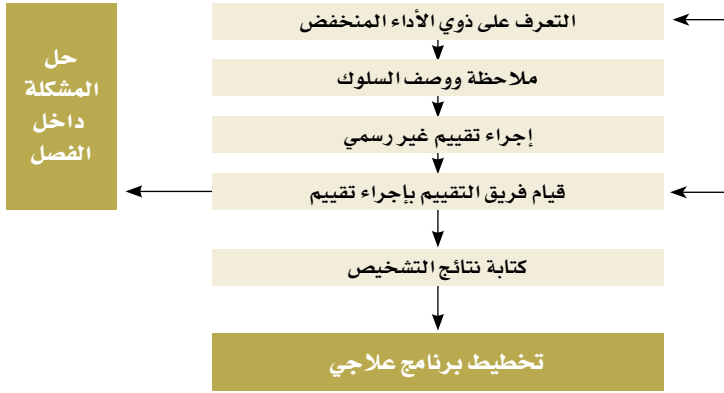 التعرف على ذوي الأداء المنخفض
ملاحظة ووصف السلوك
إجراء تقييم غير رسمي
قيام فريق التقييم بإجراء تقييم
كتابة نتائج التشخيص
تخطيط برنامج علاجي
حل
المشكلة
داخل
الفصل